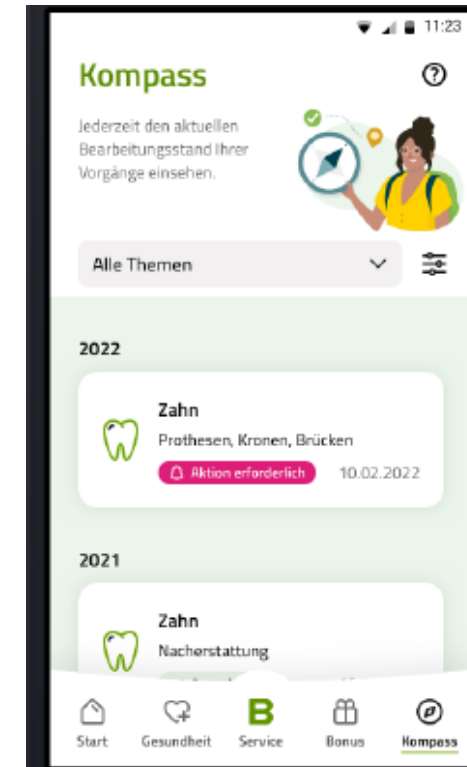 11:23
Kompass
Jederzeit den aktuellen
Bearbeitungsstand Ihrer
Vorgänge einsehen.
Alle Themen
2022
Zahn
Prothesen, Kronen, Brücken
Aktion erforderlich 10.02.2022
2021
Zahn
Nacherstattung
Start Gesundheit B Service Bonus Kompass